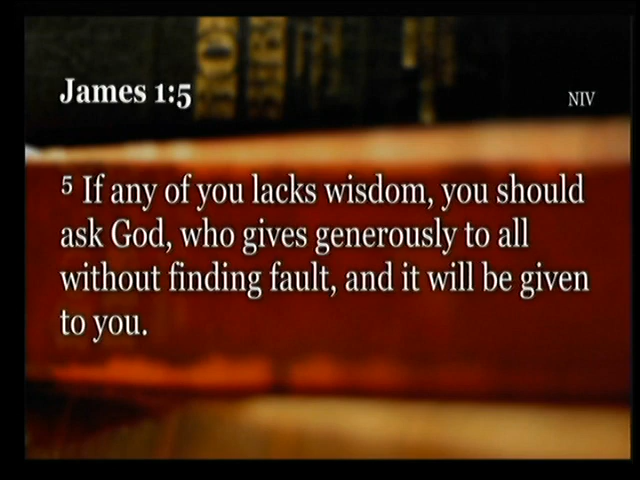 James 1:5
NIV
5 If any of you lacks wisdom, you should
ask God, who gives generously to all
without finding fault, and it will be given
to you.